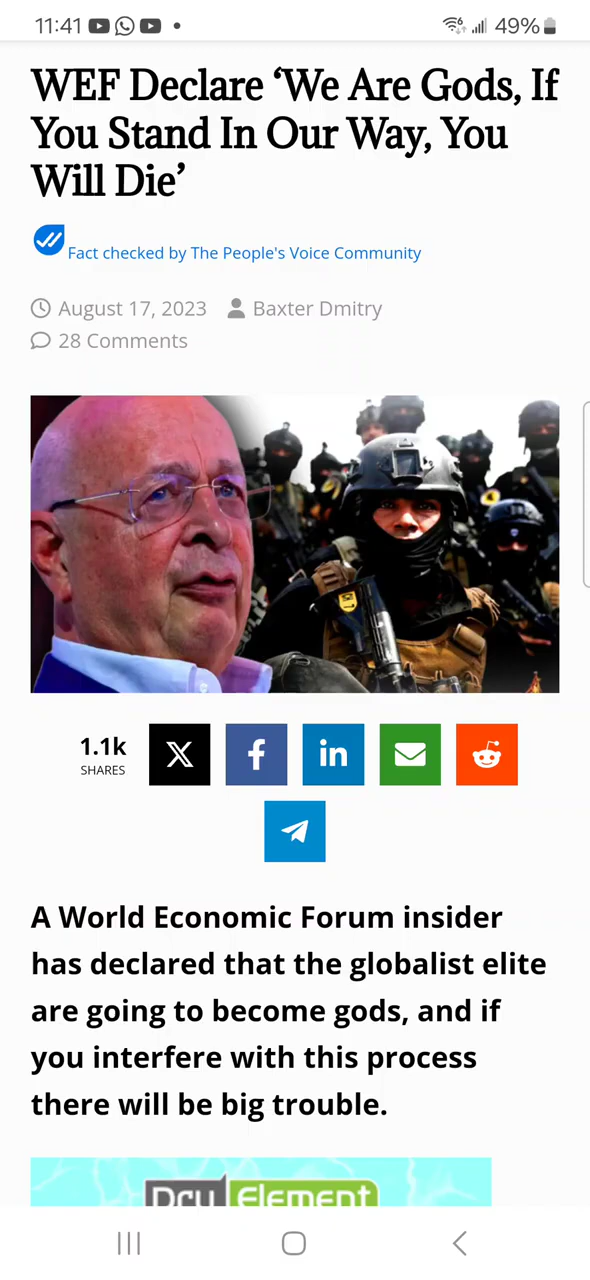 11:41 49%
WEF Declare ‘We Are Gods, If
You Stand In Our Way, You
Will Die’
Fact checked by The People's Voice Community
August 17, 2023 Baxter Dmitry
28 Comments
1.1k
SHARES
A World Economic Forum insider
has declared that the globalist elite
are going to become gods, and if
you interfere with this process
there will be big trouble.
Dry Element